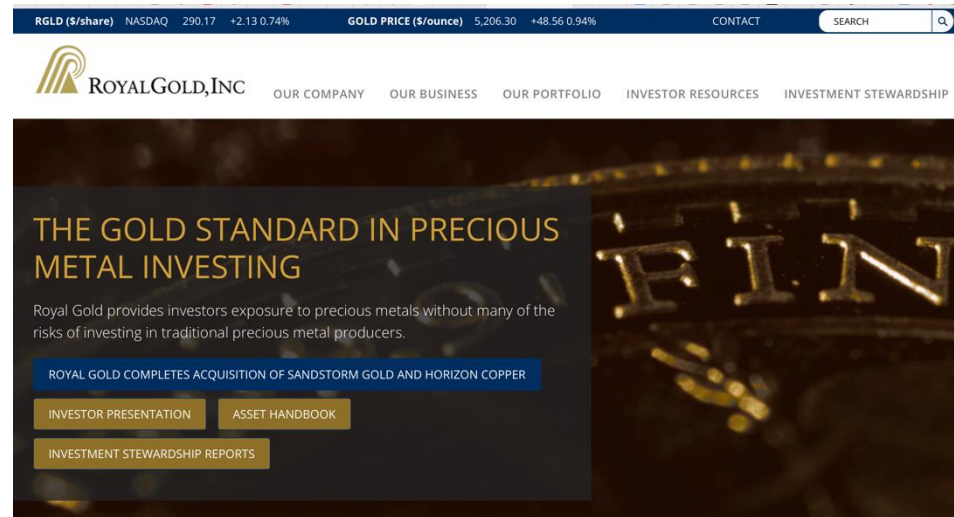 RGLD ($/share) NASDAQ 290.17 +2.13 0.74% GOLD PRICE ($/ounce) 5,206.30 +48.56 0.94% CONTACT SEARCH
ROYALGOLD,INC OUR COMPANY OUR BUSINESS OUR PORTFOLIO INVESTOR RESOURCES INVESTMENT STEWARDSHIP
THE GOLD STANDARD IN PRECIOUS
METAL INVESTING
Royal Gold provides investors exposure to precious metals without many of the
risks of investing in traditional precious metal producers.
ROYAL GOLD COMPLETES ACQUISITION OF SANDSTORM GOLD AND HORIZON COPPER
INVESTOR PRESENTATION ASSET HANDBOOK
INVESTMENT STEWARDSHIP REPORTS
FIN